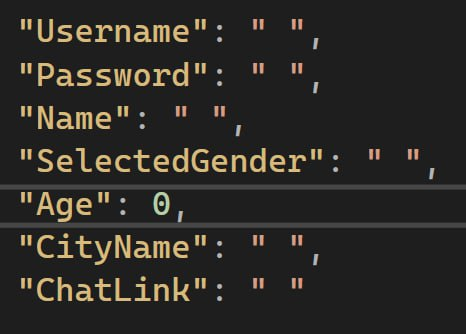 "Username": " ",
"Password": " ",
"Name": " ",
"SelectedGender": " ",
"Age": 0,
"CityName": " ",
"ChatLink": " "